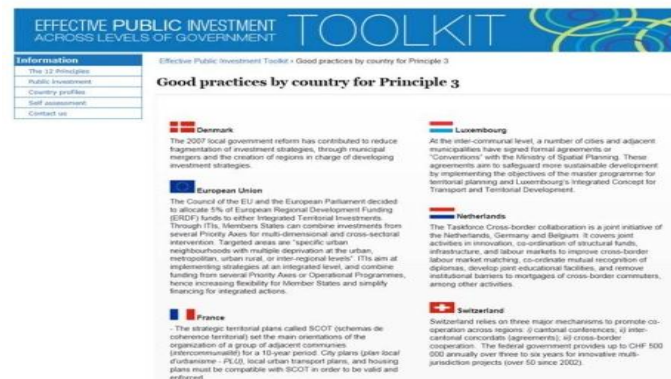 EFFECTIVE PUBLIC INVESTMENT
ACROSS LEVELS OF GOVERNMENT
TOOLKIT
Information
The 12 Principles
Public Investment
Country profiles
Self assessment
Contact us
Effective Public Investment Toolkit › Good practices by country for Principle 3
Good practices by country for Principle 3
Denmark
The 2007 local government reform has contributed to reduce
fragmentation of investment strategies, through municipal
mergers and the creation of regions in charge of developing
investment strategies.
European Union
The Council of the EU and the European Parliament decided
to allocate 5% of European Regional Development Funding
(ERDF) funds to either Integrated Territorial Investments.
Through ITIs, Members States can combine investments from
several Priority Axes for multi-dimensional and cross-sectoral
intervention. Targeted areas are "specific urban
neighbourhoods with multiple deprivation at the urban,
metropolitan, urban rural, or inter-regional levels". ITIs aim at
implementing strategies at an integrated level, and combine
funding from several Priority Axes or Operational Programmes,
hence increasing flexibility for Member States and simplify
financing for integrated actions.
France
- The strategic territorial plans called SCOT (schemas de
coherence territorial) set the main orientations of the
organization of a group of adjacent communes
(intercommunalité) for a 10-year period. City plans (plan local
d'urbanisme - PLU), local urban transport plans, and housing
plans must be compatible with SCOT in order to be valid and
enforced.
Luxembourg
At the inter-communal level, a number of cities and adjacent
municipalities have signed formal agreements or
"Conventions" with the Ministry of Spatial Planning. These
agreements aim to safeguard more sustainable development
by implementing the objectives of the master programme for
territorial planning and Luxembourg's Integrated Concept for
Transport and Territorial Development.
Netherlands
The Taskforce Cross-border collaboration is a joint initiative of
the Netherlands, Germany and Belgium. It covers joint
activities in innovation, co-ordination of structural funds,
infrastructure, and labour markets to improve cross-border
labour market matching, co-ordinate mutual recognition of
diplomas, develop joint educational facilities, and remove
institutional barriers to mortgages of cross-border commuters,
among other activities.
Switzerland
Switzerland relies on three major mechanisms to promote co-
operation across regions: i) cantonal conferences; ii) inter-
cantonal concordats (agreements); iii) cross-border
cooperation. The federal government provides up to CHF 500
000 annually over three to six years for innovative multi-
jurisdiction projects (over 50 since 2002).